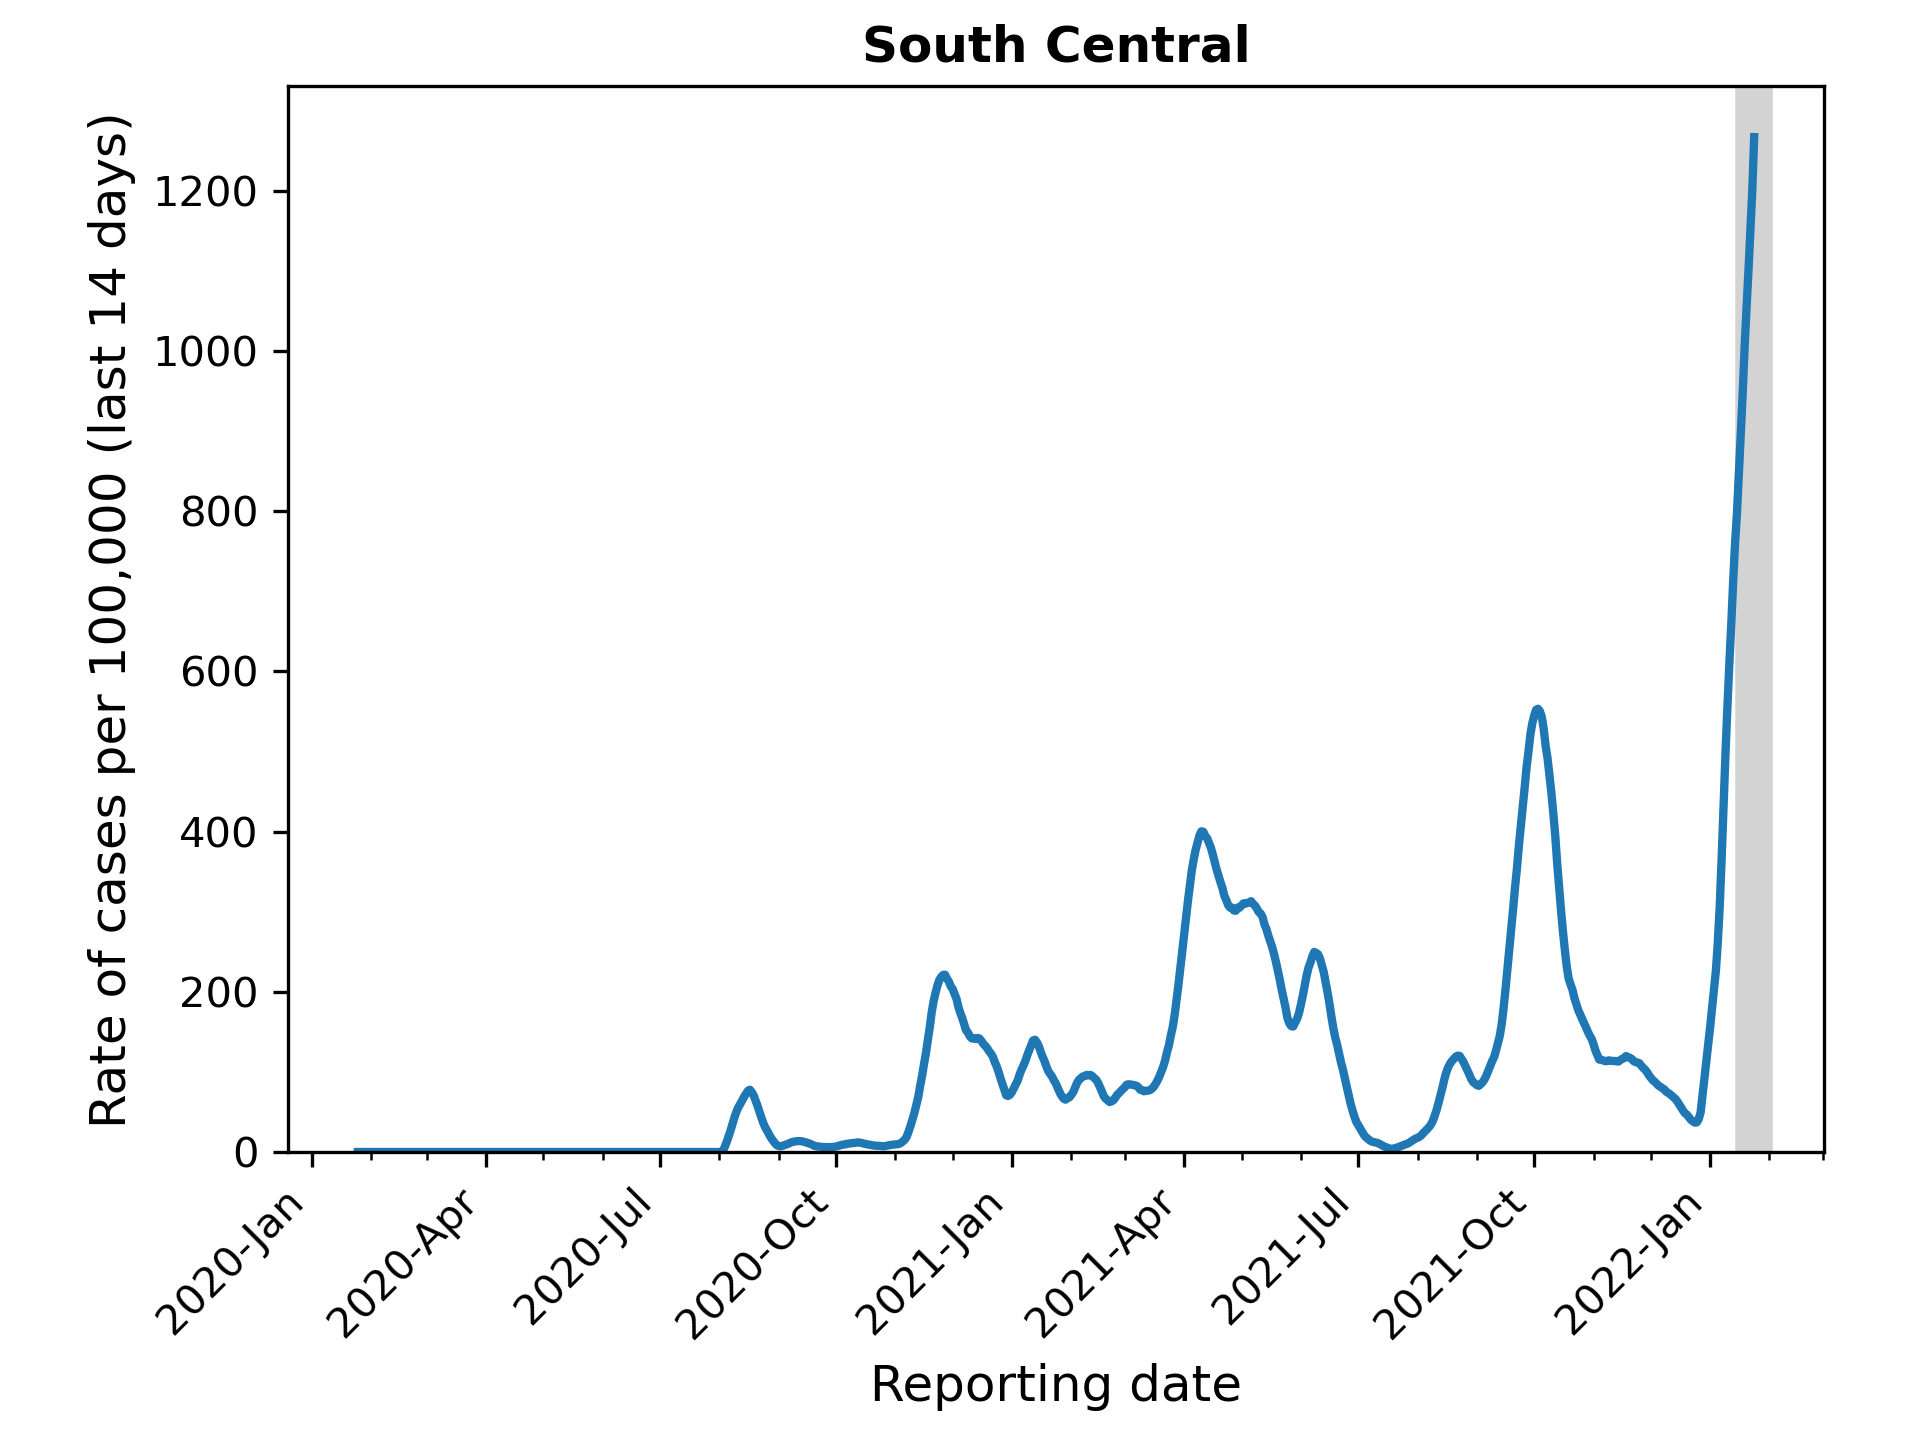 South Central
Rate of cases per 100,000 (last 14 days)
1200
1000
800
600
400
200
0
2020-Jan
2020-Apr
2020-Jul
2020-Oct
2021-Jan
2021-Apr
2021-Jul
2021-Oct
2022-Jan
Reporting date